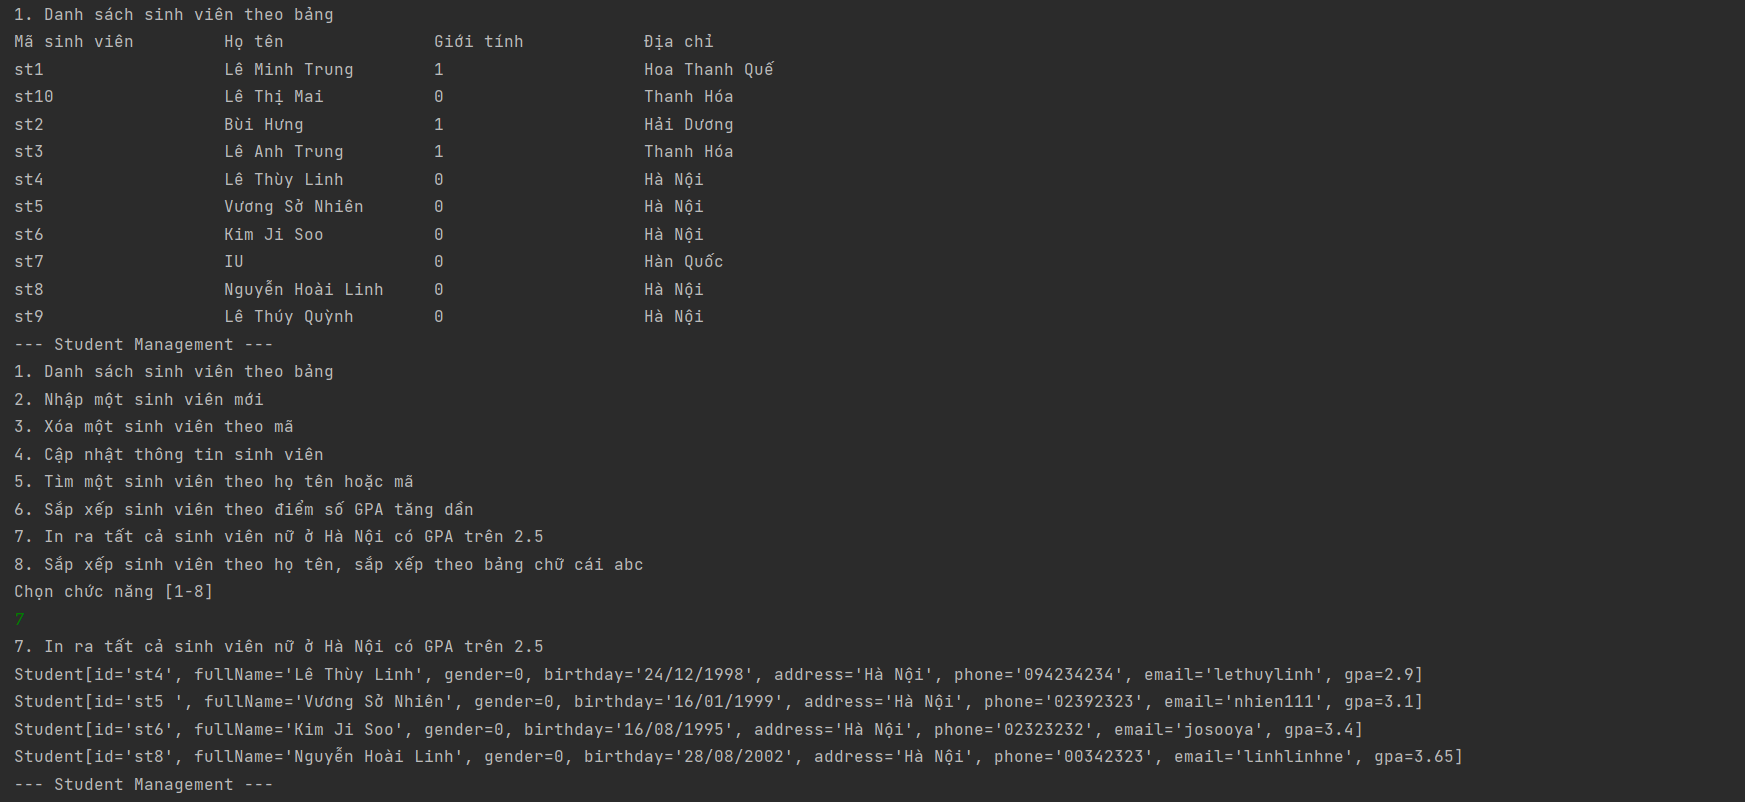 1. Danh sách sinh viên theo bảng
Mã sinh viên Họ tên Giới tính Địa chỉ
st1 Lê Minh Trung 1 Hoa Thanh Quế
st10 Lê Thị Mai 0 Thanh Hóa
st2 Bùi Hưng 1 Hải Dương
st3 Lê Anh Trung 1 Thanh Hóa
st4 Lê Thùy Linh 0 Hà Nội
st5 Vương Sở Nhiên 0 Hà Nội
st6 Kim Ji Soo 0 Hà Nội
st7 IU 0 Hàn Quốc
st8 Nguyễn Hoài Linh 0 Hà Nội
st9 Lê Thúy Quỳnh 0 Hà Nội
--- Student Management ---
1. Danh sách sinh viên theo bảng
2. Nhập một sinh viên mới
3. Xóa một sinh viên theo mã
4. Cập nhật thông tin sinh viên
5. Tìm một sinh viên theo họ tên hoặc mã
6. Sắp xếp sinh viên theo điểm số GPA tăng dần
7. In ra tất cả sinh viên nữ ở Hà Nội có GPA trên 2.5
8. Sắp xếp sinh viên theo họ tên, sắp xếp theo bảng chữ cái abc
Chọn chức năng [1-8]
7
7. In ra tất cả sinh viên nữ ở Hà Nội có GPA trên 2.5
Student[id='st4', fullName='Lê Thùy Linh', gender=0, birthday='24/12/1998', address='Hà Nội', phone='094234234', email='lethuylinh', gpa=2.9]
Student[id='st5 ', fullName='Vương Sở Nhiên', gender=0, birthday='16/01/1999', address='Hà Nội', phone='02392323', email='nhien111', gpa=3.1]
Student[id='st6', fullName='Kim Ji Soo', gender=0, birthday='16/08/1995', address='Hà Nội', phone='02323232', email='josooya', gpa=3.4]
Student[id='st8', fullName='Nguyễn Hoài Linh', gender=0, birthday='28/08/2002', address='Hà Nội', phone='00342323', email='linhlinhne', gpa=3.65]
--- Student Management ---